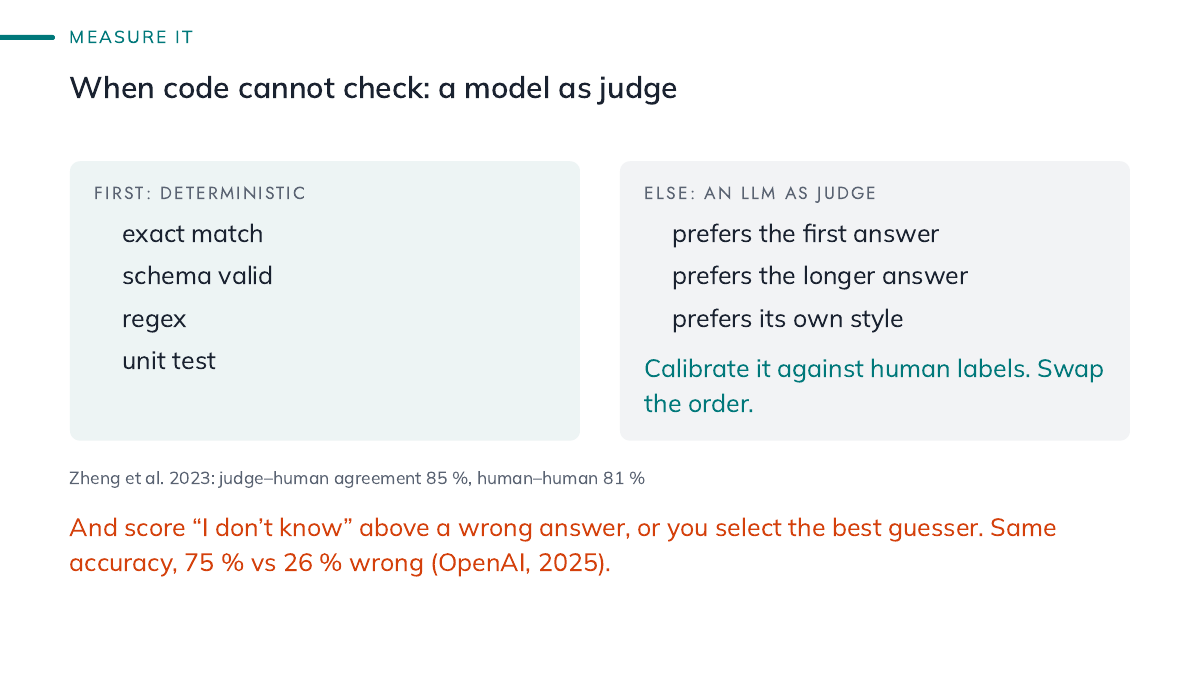 MEASURE IT
When code cannot check: a model as judge
FIRST: DETERMINISTIC
exact match
schema valid
regex
unit test
ELSE: AN LLM AS JUDGE
prefers the first answer
prefers the longer answer
prefers its own style
Calibrate it against human labels. Swap
the order.
Zheng et al. 2023: judge–human agreement 85 %, human–human 81 %
And score “I don’t know” above a wrong answer, or you select the best guesser. Same
accuracy, 75 % vs 26 % wrong (OpenAI, 2025).